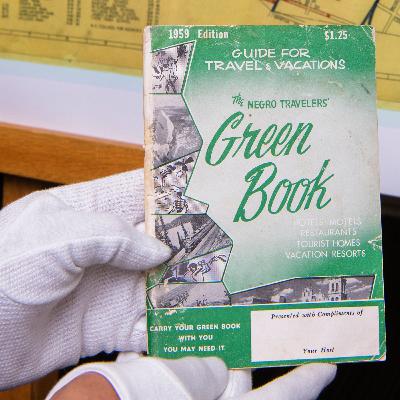 1959 Edition $1.25
GUIDE FOR
TRAVEL & VACATIONS
The NEGRO TRAVELERS'
Green
Book
HOTELS - MOTELS
RESTAURANTS
TOURIST HOMES
VACATION RESORTS
CARRY YOUR GREEN BOOK
WITH YOU
YOU MAY NEED IT
Presented with Compliments of
Your Host